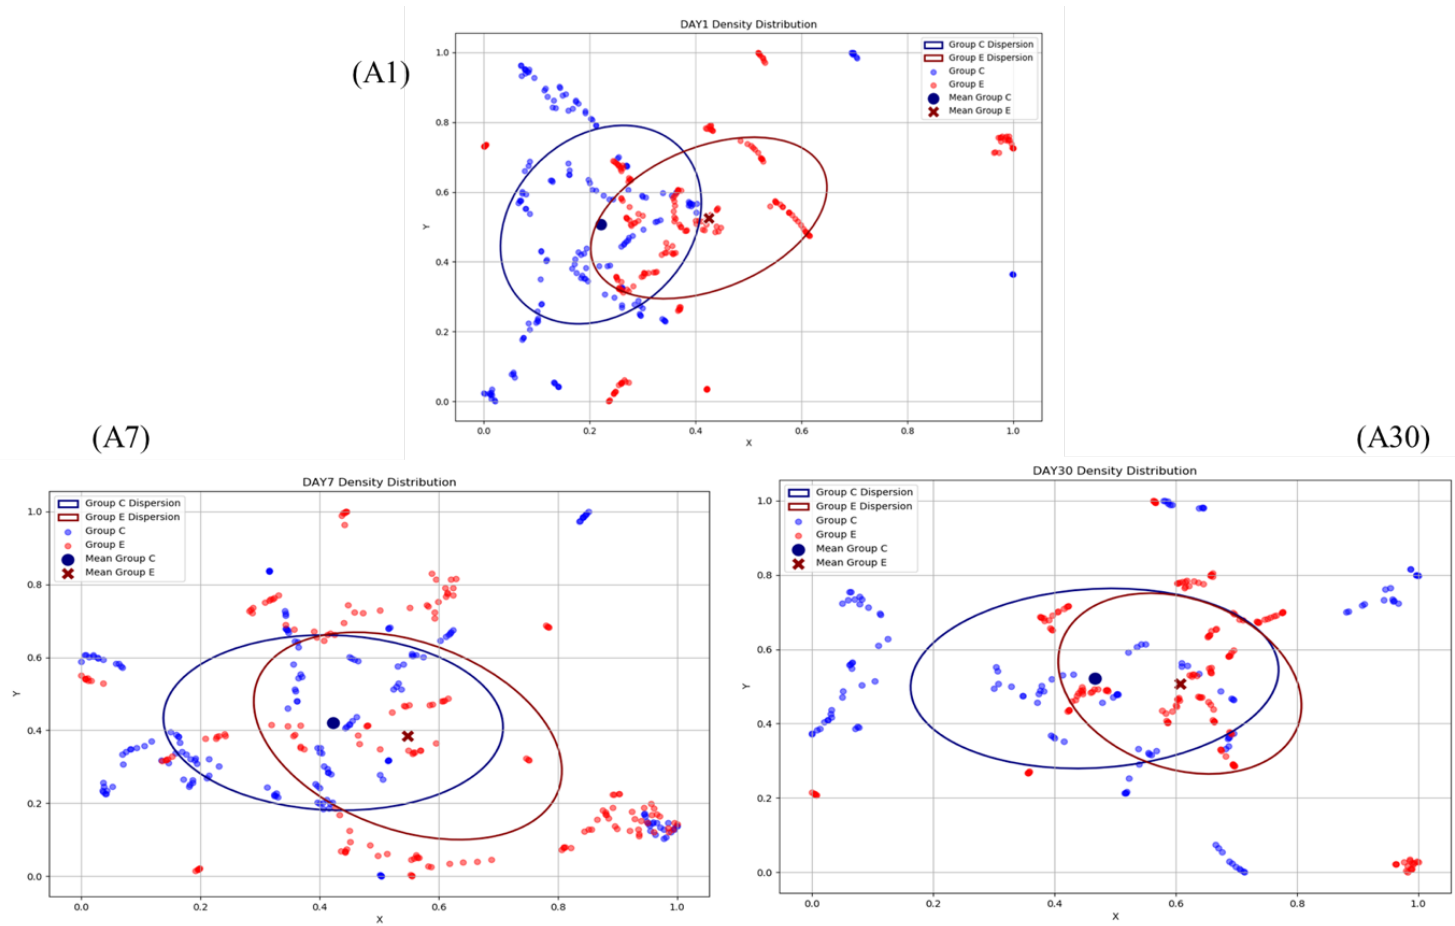 (A1)
DAY1 Density Distribution
Group C Dispersion
Group E Dispersion
Group C
Group E
Mean Group C
Mean Group E
Y
1.0
0.8
0.6
0.4
0.2
0.0
0.0 0.2 0.4 0.6 0.8 1.0
X
(A7)
DAY7 Density Distribution
Group C Dispersion
Group E Dispersion
Group C
Group E
Mean Group C
Mean Group E
Y
1.0
0.8
0.6
0.4
0.2
0.0
0.0 0.2 0.4 0.6 0.8 1.0
X
(A30)
DAY30 Density Distribution
Group C Dispersion
Group E Dispersion
Group C
Group E
Mean Group C
Mean Group E
Y
1.0
0.8
0.6
0.4
0.2
0.0
0.0 0.2 0.4 0.6 0.8 1.0
X